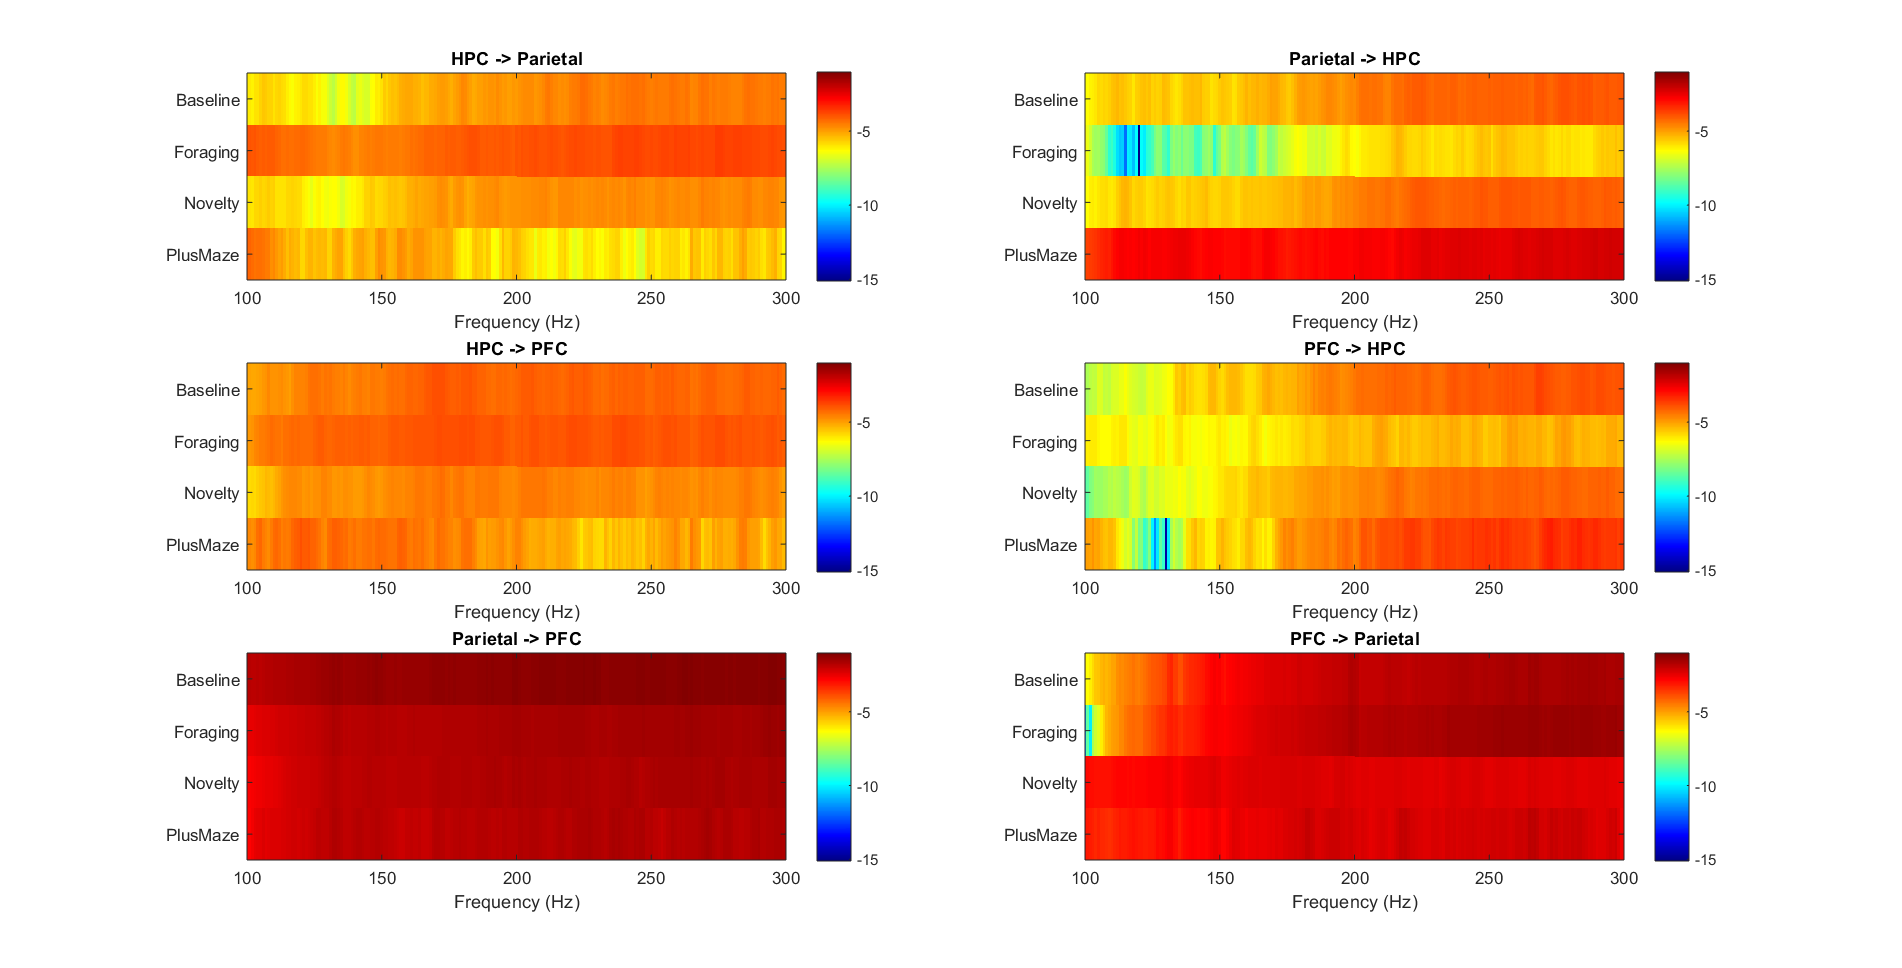 HPC -> Parietal
Baseline
Foraging
Novelty
PlusMaze
100 150 200 250 300
Frequency (Hz)
-5
-10
-15
Parietal -> HPC
Baseline
Foraging
Novelty
PlusMaze
100 150 200 250 300
Frequency (Hz)
-5
-10
-15
HPC -> PFC
Baseline
Foraging
Novelty
PlusMaze
100 150 200 250 300
Frequency (Hz)
-5
-10
-15
PFC -> HPC
Baseline
Foraging
Novelty
PlusMaze
100 150 200 250 300
Frequency (Hz)
-5
-10
-15
Parietal -> PFC
Baseline
Foraging
Novelty
PlusMaze
100 150 200 250 300
Frequency (Hz)
-5
-10
-15
PFC -> Parietal
Baseline
Foraging
Novelty
PlusMaze
100 150 200 250 300
Frequency (Hz)
-5
-10
-15